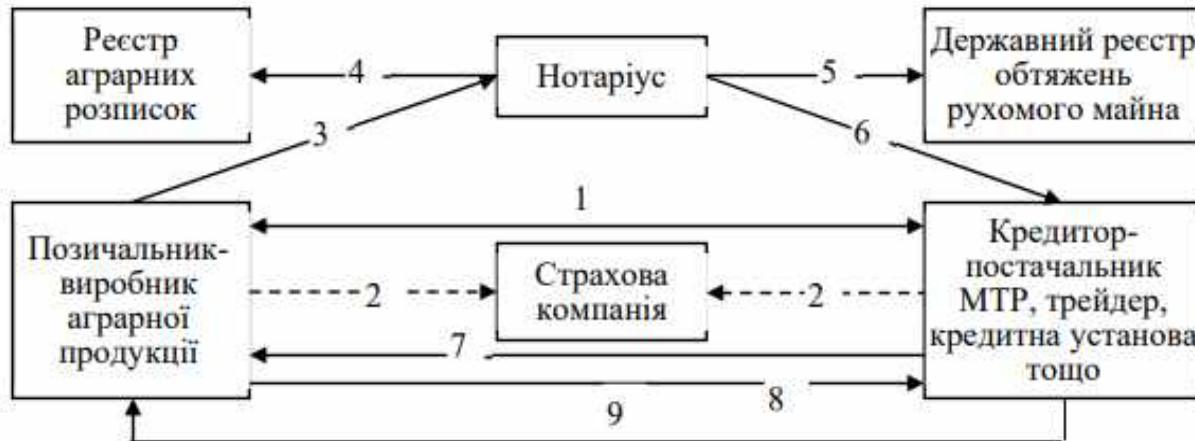 Реєстр
аграрних
розписок
4
Нотаріус
5
Державний реєстр
обтяжень
рухомого майна
3
6
1
Позичальник-
виробник
аграрної
продукції
2
Страхова
компанія
2
Кредитор-
постачальник
МТР, трейдер,
кредитна установа
тощо
7
8
9